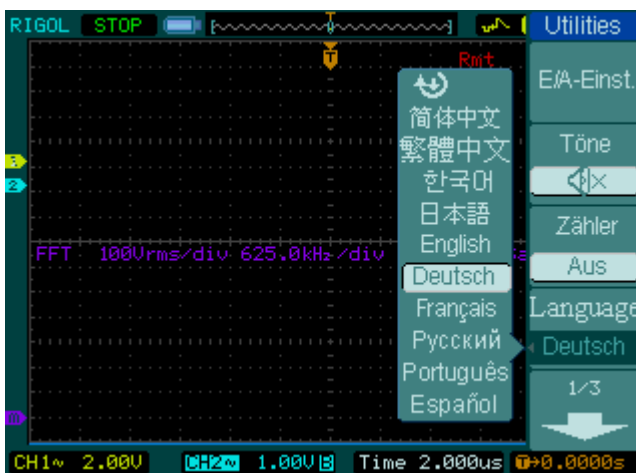 RIGOL STOP Utilities
T
Rmt
E/A-Einst.
简体中文
繁體中文
한국어
日本語
English
Deutsch
Français
Русский
Português
Español
Töne
Zähler
Aus
Language
Deutsch
1/3
1
2
FFT 100Vrms/div 625.0kHz/div
m
CH1~ 2.00V CH2~ 1.00V B Time 2.000us T→0.0000s